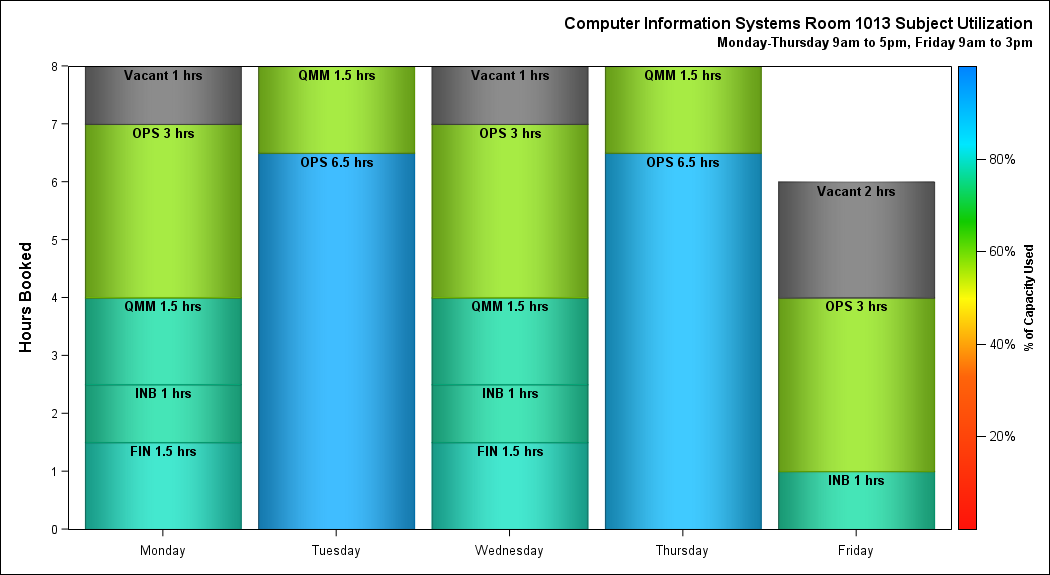 Computer Information Systems Room 1013 Subject Utilization
Monday-Thursday 9am to 5pm, Friday 9am to 3pm
Hours Booked
8
7
6
5
4
3
2
1
0
Vacant 1 hrs
OPS 3 hrs
QMM 1.5 hrs
INB 1 hrs
FIN 1.5 hrs
QMM 1.5 hrs
OPS 6.5 hrs
Vacant 1 hrs
OPS 3 hrs
QMM 1.5 hrs
INB 1 hrs
FIN 1.5 hrs
QMM 1.5 hrs
OPS 6.5 hrs
Vacant 2 hrs
OPS 3 hrs
INB 1 hrs
Monday
Tuesday
Wednesday
Thursday
Friday
80%
60%
40%
20%
% of Capacity Used